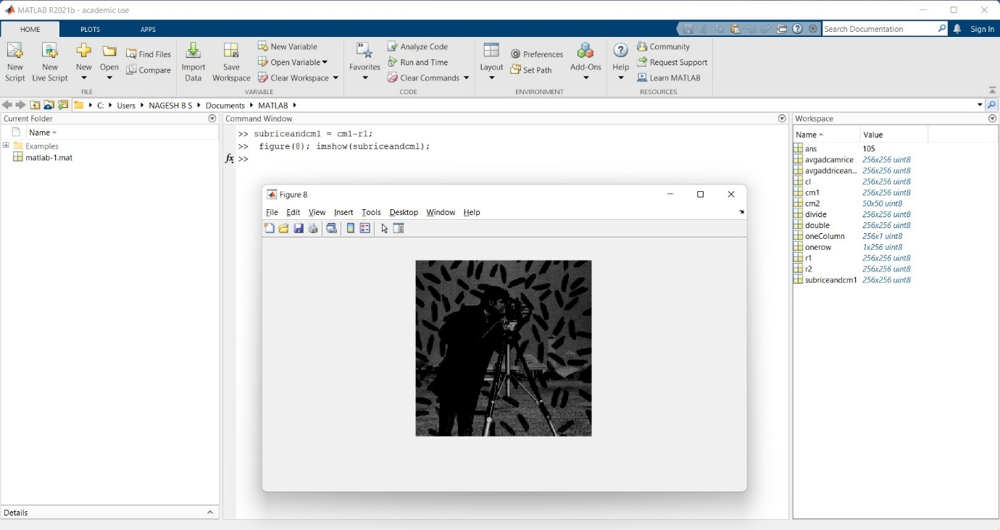 MATLAB R2021b - academic use
HOME PLOTS APPS
Search Documentation
Sign In
New Script
New Live Script
New
Open
Find Files
Compare
FILE
Import Data
Save Workspace
New Variable
Open Variable
Clear Workspace
VARIABLE
Favorites
Analyze Code
Run and Time
Clear Commands
CODE
Layout
Preferences
Set Path
Add-Ons
ENVIRONMENT
Help
Community
Request Support
Learn MATLAB
RESOURCES
C: Users NAGESH B S Documents MATLAB
Current Folder
Name
Examples
matlab-1.mat
Details
Command Window
>> subriceandcm1 = cm1-r1;
>> figure(8); imshow(subriceandcm1);
fx >>
Figure 8
File Edit View Insert Tools Desktop Window Help
Workspace
Name Value
ans 105
avgadcamrice 256x256 uint8
avgaddricean... 256x256 uint8
cl 256x256 uint8
cm1 256x256 uint8
cm2 50x50 uint8
divide 256x256 uint8
double 256x256 uint8
oneColumn 256x1 uint8
onerow 1x256 uint8
r1 256x256 uint8
r2 256x256 uint8
subriceandcm1 256x256 uint8